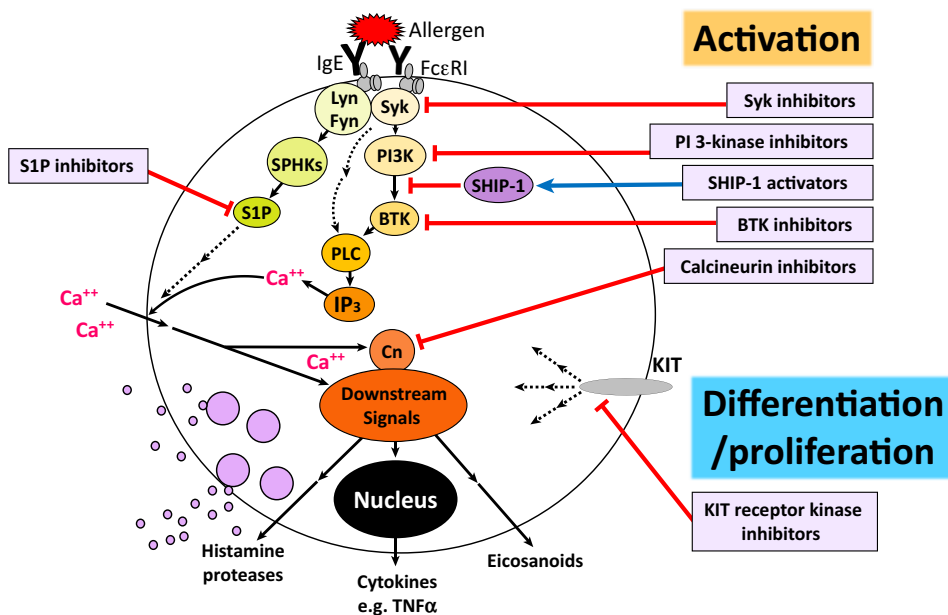 Allergen
Activation
IgE
FcεRI
Lyn
Fyn
Syk
Syk inhibitors
SPHKs
PI3K
PI 3-kinase inhibitors
S1P inhibitors
SHIP-1
SHIP-1 activators
S1P
BTK
BTK inhibitors
PLC
Calcineurin inhibitors
Ca++
IP3
Ca++
Ca++
Cn
Ca++
KIT
Downstream
Signals
Differentiation
/proliferation
Nucleus
KIT receptor kinase
inhibitors
Histamine
proteases
Eicosanoids
Cytokines
e.g. TNFα